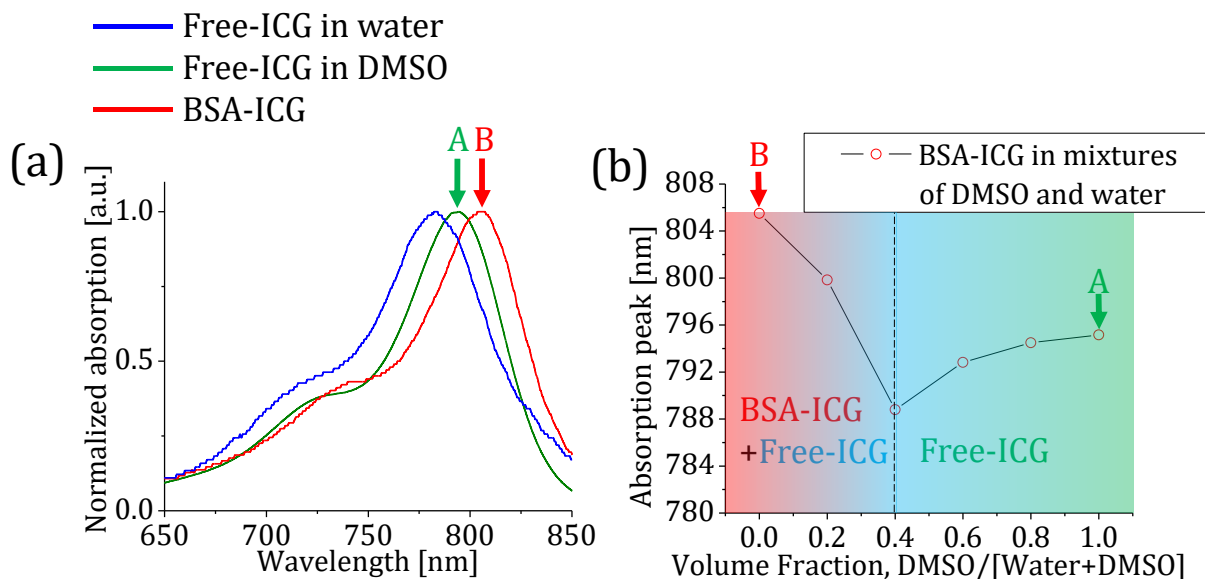 Free-ICG in water
Free-ICG in DMSO
BSA-ICG
(a)
A B
Normalized absorption [a.u.]
1.0
0.5
0.0
650 700 750 800 850
Wavelength [nm]
(b)
BSA-ICG in mixtures
of DMSO and water
B
A
Absorption peak [nm]
808
804
800
796
792
788
784
780
BSA-ICG
+Free-ICG
Free-ICG
0.0 0.2 0.4 0.6 0.8 1.0
Volume Fraction, DMSO/[Water+DMSO]